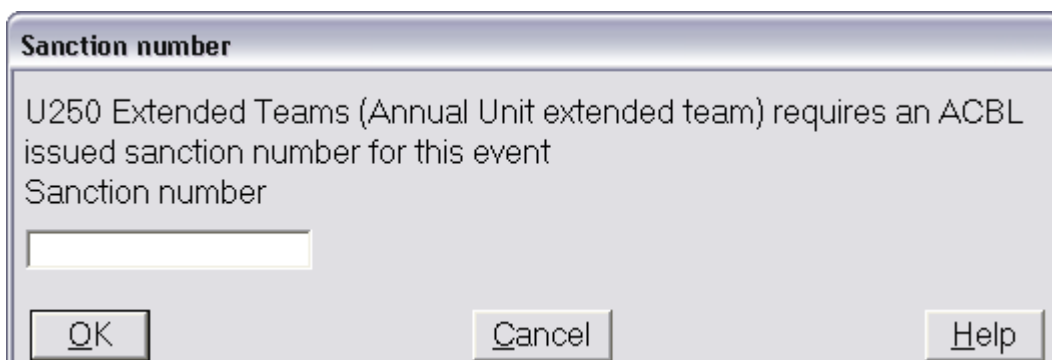 Sanction number
U250 Extended Teams (Annual Unit extended team) requires an ACBL
issued sanction number for this event
Sanction number
OK Cancel Help